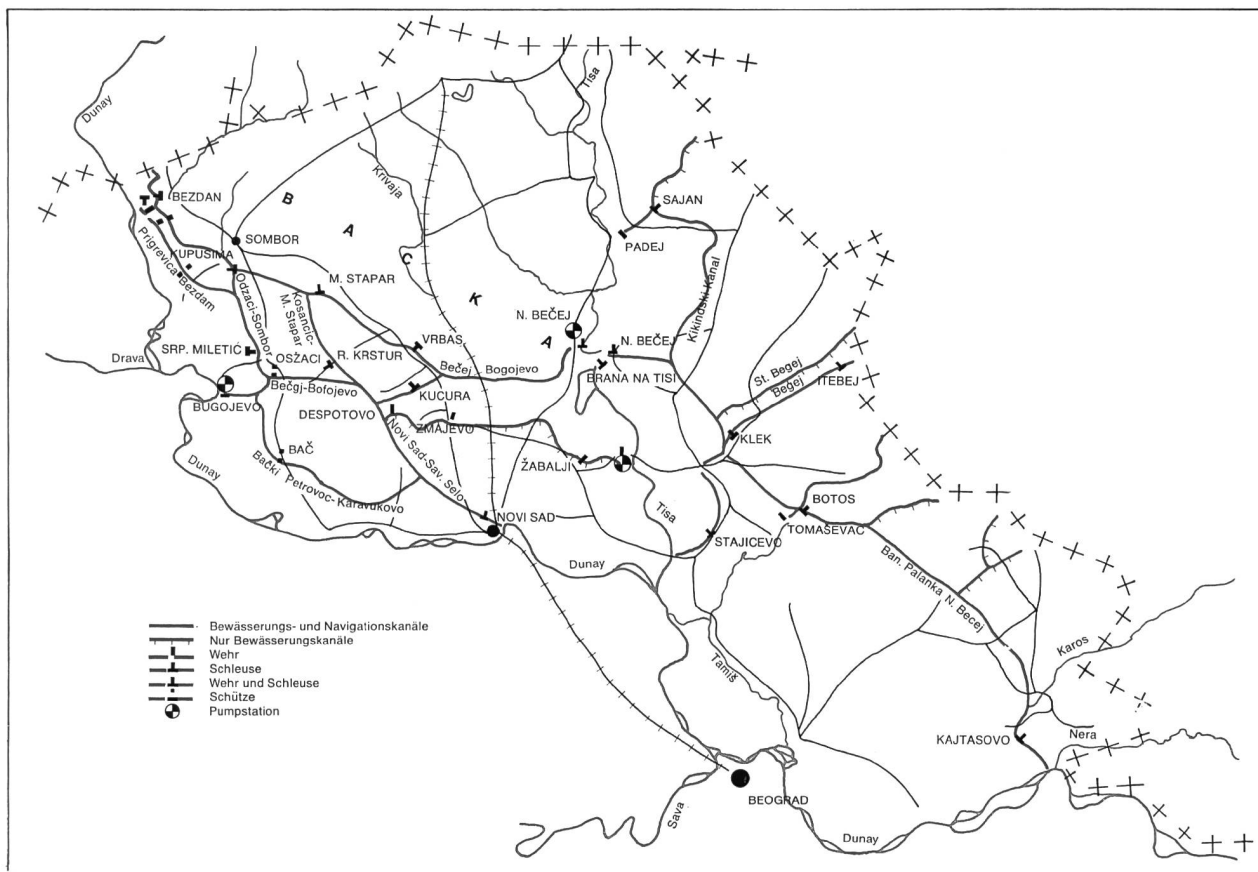 Dunay
Tisa
BEZDAN
B
Krivaja
SAJAN
A
SOMBOR
PADEJ
KUPUSIMA
Prigrevica-Bezdam
C
M. STAPAR
Kikinoski Kanal
Odzaci-Sombor
Kosancic-
M. Stapar
K
N. BEČEJ
VRBAS
A
N. BEČEJ
SRP. MILETIĆ
Drava
OSŽACI
R. KRSTUR
Bečej - Bogojevo
BRANA NA TISI
St. Begej
Begej
ITEBEJ
Bečgj-Bofojevo
KUCURA
BUGOJEVO
DESPOTOVO
ZMAJEVO
KLEK
BAČ
Novi Sad-Sav. Selo
ŽABALJI
Dunay
Bački Petrovoc-Karavukovo
BOTOS
Tisa
NOVI SAD
TOMAŠEVAC
STAJICEVO
Dunay
Ban. Palanka N. Becej
Karos
Tamiš
Bewässerungs- und Navigationskanäle
Nur Bewässerungskanäle
Wehr
Schleuse
Wehr und Schleuse
Schütze
Pumpstation
KAJTASOVO
Nera
BEOGRAD
Sava
Dunay